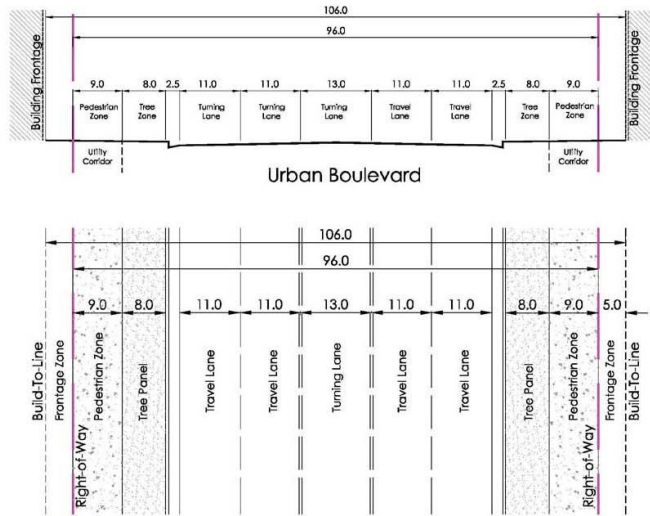 106.0
96.0
9.0 8.0 2.5 11.0 11.0 13.0 11.0 11.0 2.5 8.0 9.0
Building Frontage
Pedestrian
Zone
Tree
Zone
Turning
Lane
Turning
Lane
Turning
Lane
Travel
Lane
Travel
Lane
Tree
Zone
Pedestrian
Zone
Building Frontage
Utility
Corridor
Utility
Corridor
Urban Boulevard
106.0
96.0
9.0 8.0 11.0 11.0 13.0 11.0 11.0 8.0 9.0 5.0
Build-To-Line
Frontage Zone
Right-of-Way
Pedestrian Zone
Tree Panel
Travel Lane
Travel Lane
Turning Lane
Travel Lane
Travel Lane
Tree Panel
Pedestrian Zone
Right-of-Way
Frontage Zone
Build-To-Line